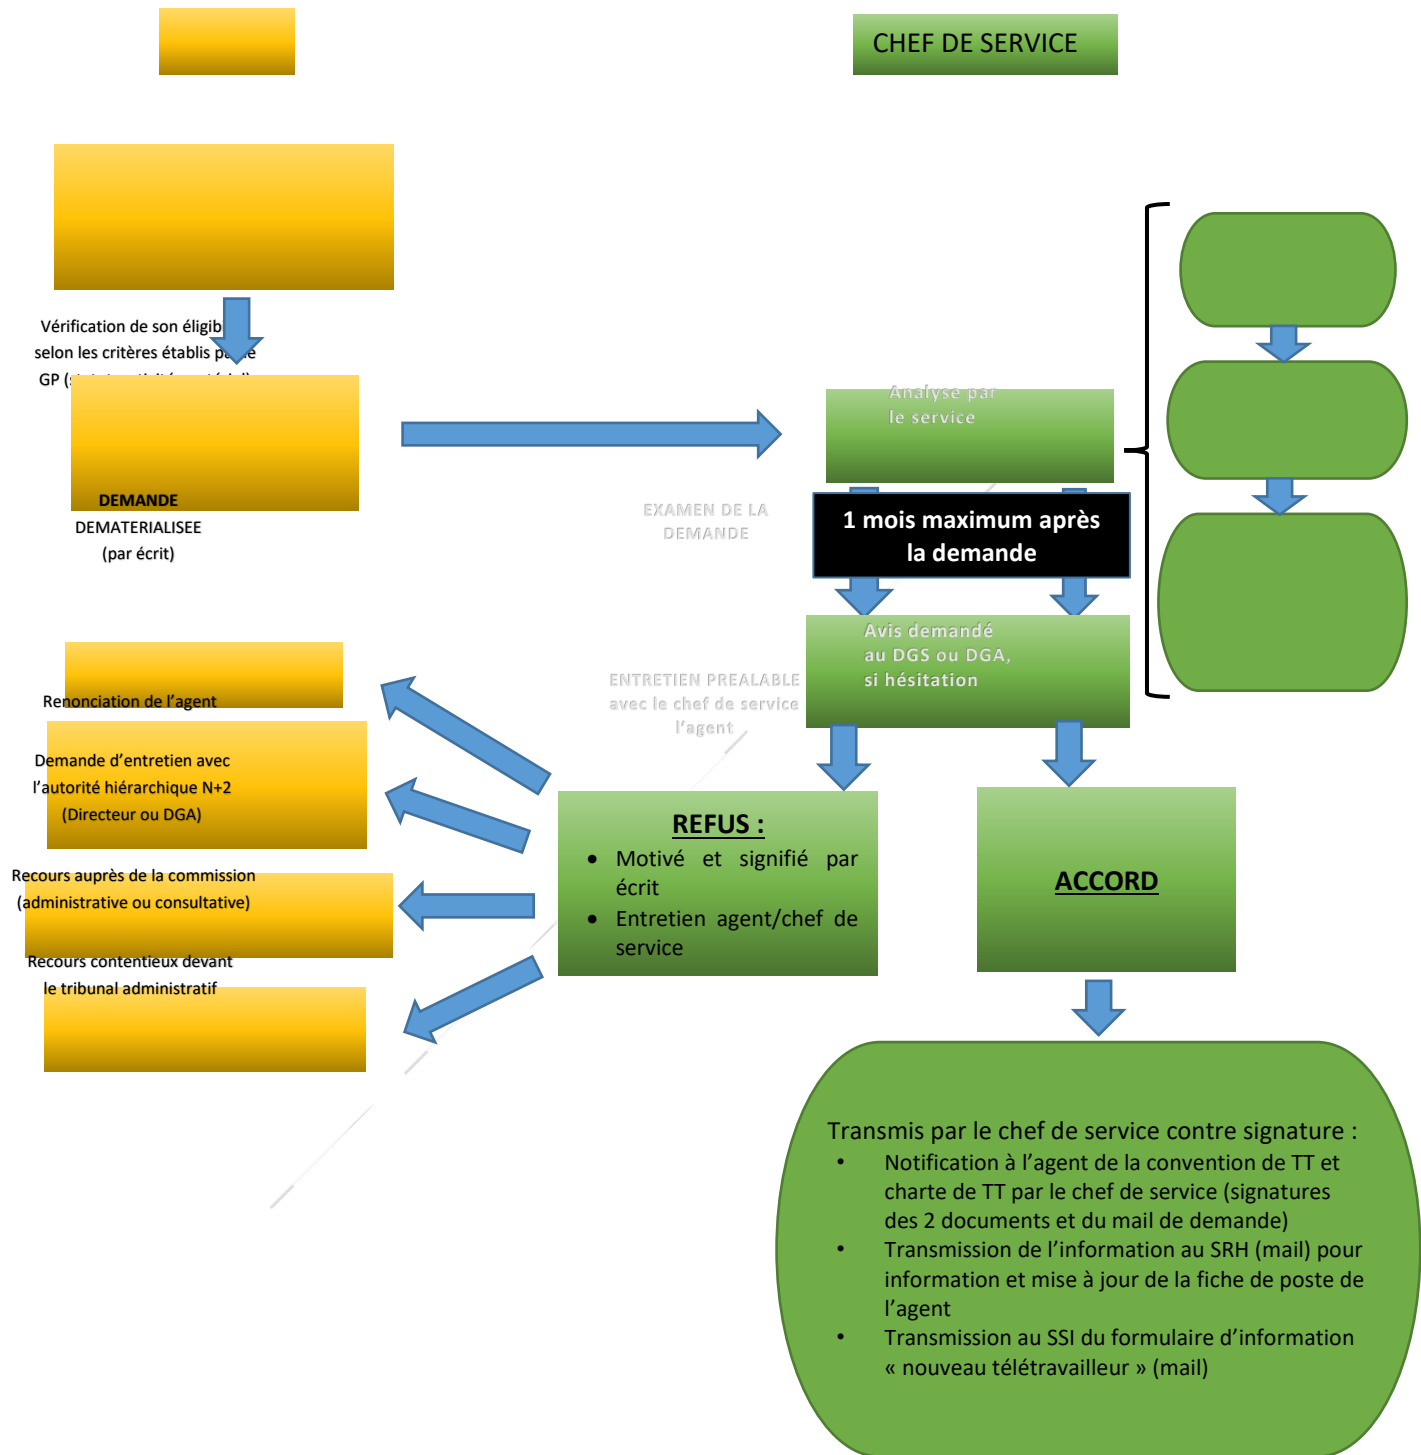 CHEF DE SERVICE
Vérification de son éligib
selon les critères établis pa
GP
DEMANDE
DEMATERIALISEE
(par écrit)
Analyse par
le service
EXAMEN DE LA
DEMANDE
1 mois maximum après
la demande
Avis demandé
au DGS ou DGA,
si hésitation
ENTRETIEN PREALABLE
avec le chef de service
l’agent
Renonciation de l’agent
Demande d’entretien avec
l’autorité hiérarchique N+2
(Directeur ou DGA)
Recours auprès de la commission
(administrative ou consultative)
Recours contentieux devant
le tribunal administratif
REFUS :
• Motivé et signifié par
écrit
• Entretien agent/chef de
service
ACCORD
Transmis par le chef de service contre signature :
• Notification à l’agent de la convention de TT et
charte de TT par le chef de service (signatures
des 2 documents et du mail de demande)
• Transmission de l’information au SRH (mail) pour
information et mise à jour de la fiche de poste de
l’agent
• Transmission au SSI du formulaire d’information
« nouveau télétravailleur » (mail)